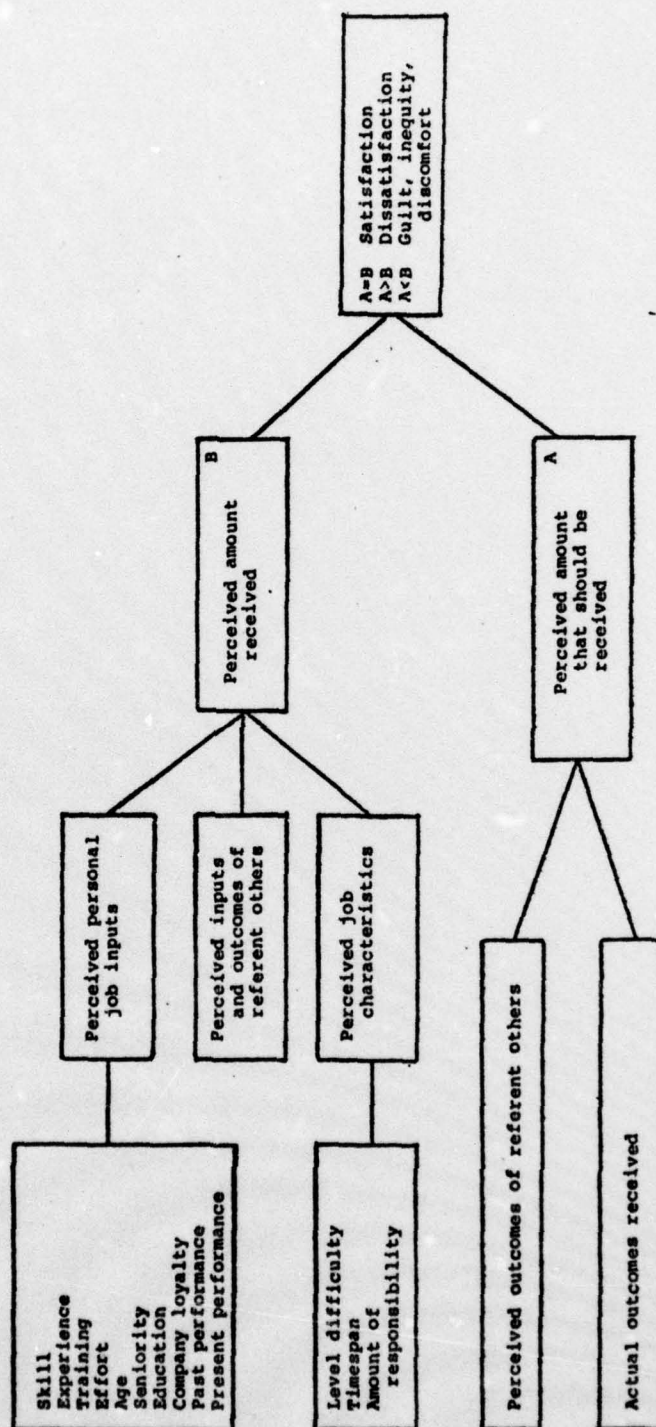 Skill
Experience
Training
Effort
Age
Seniority
Education
Company loyalty
Past performance
Present performance
Level difficulty
Timespan
Amount of
responsibility
Perceived outcomes of referent others
Actual outcomes received
Perceived personal
job inputs
Perceived inputs
and outcomes of
referent others
Perceived job
characteristics
B
Perceived amount
received
A
Perceived amount
that should be
received
A=B Satisfaction
A>B Dissatisfaction
A<B Guilt, inequity,
discomfort